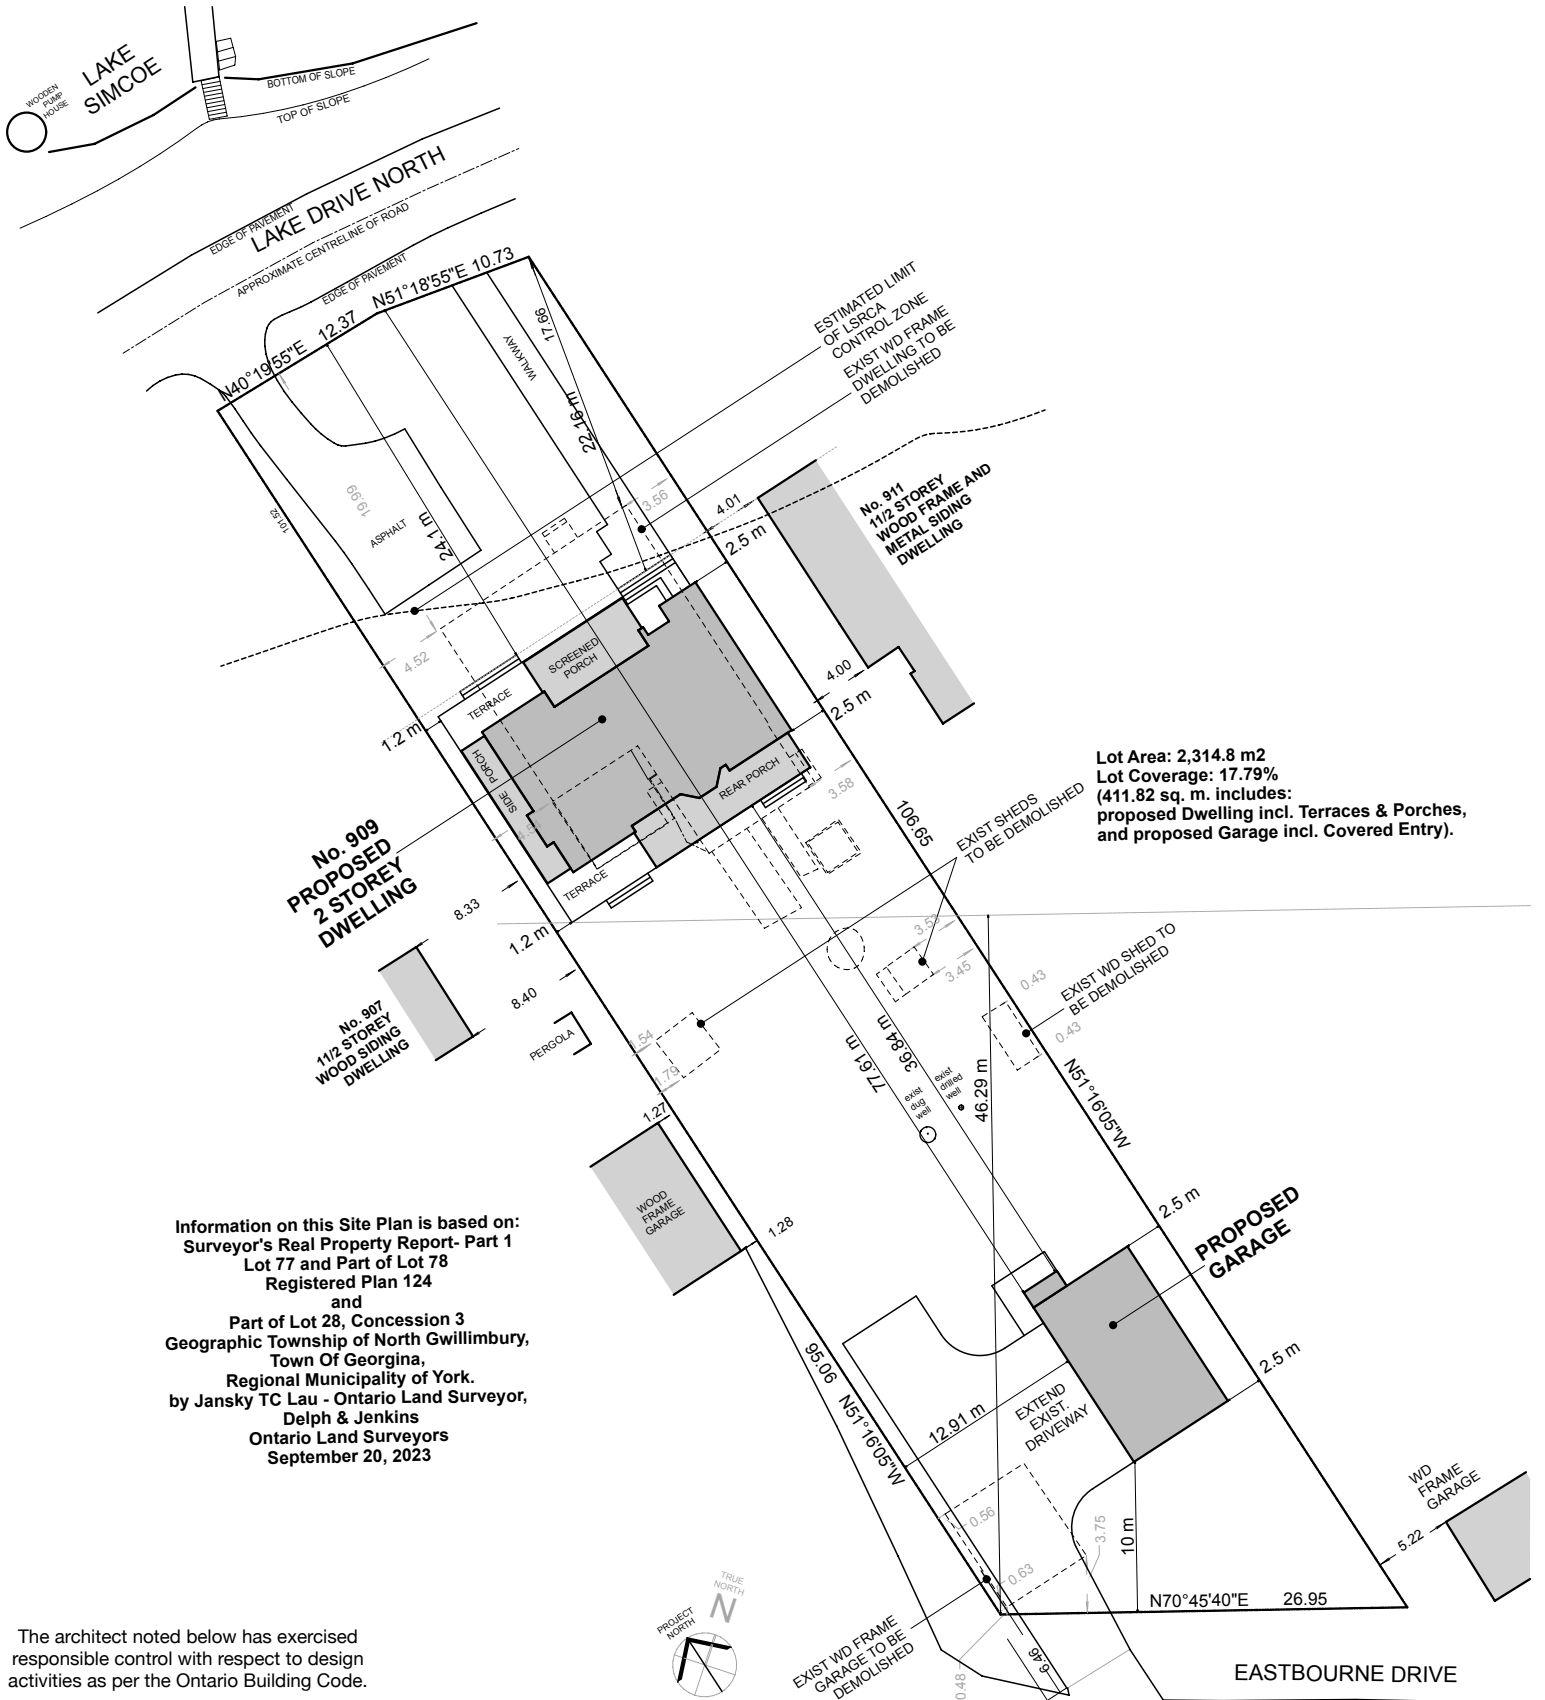 LAKE
SIMCOE
WOODEN
PUMP
HOUSE
BOTTOM OF SLOPE
TOP OF SLOPE
EDGE OF PAVEMENT
LAKE DRIVE NORTH
APPROXIMATE CENTRELINE OF ROAD
EDGE OF PAVEMENT
N40°19'55"E 12.37
N51°18'55"E 10.73
17.66
WALKWAY
22.16 m
ESTIMATED LIMIT
OF LSRCA
CONTROL ZONE
EXIST WD FRAME
DWELLING TO BE
DEMOLISHED
101.52
19.99
ASPHALT
24.1 m
3.56
4.01
2.5 m
No. 911
11/2 STOREY
WOOD FRAME AND
METAL SIDING
DWELLING
4.52
SCREENED
PORCH
TERRACE
1.2 m
4.00
2.5 m
SIDE PORCH
REAR PORCH
3.58
TERRACE
106.65
EXIST SHEDS
TO BE DEMOLISHED
Lot Area: 2,314.8 m2
Lot Coverage: 17.79%
(411.82 sq. m. includes:
proposed Dwelling incl. Terraces & Porches,
and proposed Garage incl. Covered Entry).
No. 909
PROPOSED
2 STOREY
DWELLING
8.33
1.2 m
8.40
No. 907
11/2 STOREY
WOOD SIDING
DWELLING
PERGOLA
3.53
3.45
0.43
EXIST WD SHED TO
BE DEMOLISHED
0.43
1.54
1.79
1.27
77.61 m
36.84 m
46.29 m
exist
dug
well
exist
drilled
well
N51°16'05"W
WOOD
FRAME
GARAGE
1.28
2.5 m
PROPOSED
GARAGE
Information on this Site Plan is based on:
Surveyor's Real Property Report- Part 1
Lot 77 and Part of Lot 78
Registered Plan 124
and
Part of Lot 28, Concession 3
Geographic Township of North Gwillimbury,
Town Of Georgina,
Regional Municipality of York.
by Jansky TC Lau - Ontario Land Surveyor,
Delph & Jenkins
Ontario Land Surveyors
September 20, 2023
95.06 N51°16'05"W
12.91 m
EXTEND
EXIST.
DRIVEWAY
2.5 m
WD
FRAME
GARAGE
5.22
0.56
3.75
10 m
0.63
N70°45'40"E 26.95
TRUE
NORTH
N
PROJECT
NORTH
EXIST WD FRAME
GARAGE TO BE
DEMOLISHED
0.48
6.46
EASTBOURNE DRIVE
The architect noted below has exercised
responsible control with respect to design
activities as per the Ontario Building Code.